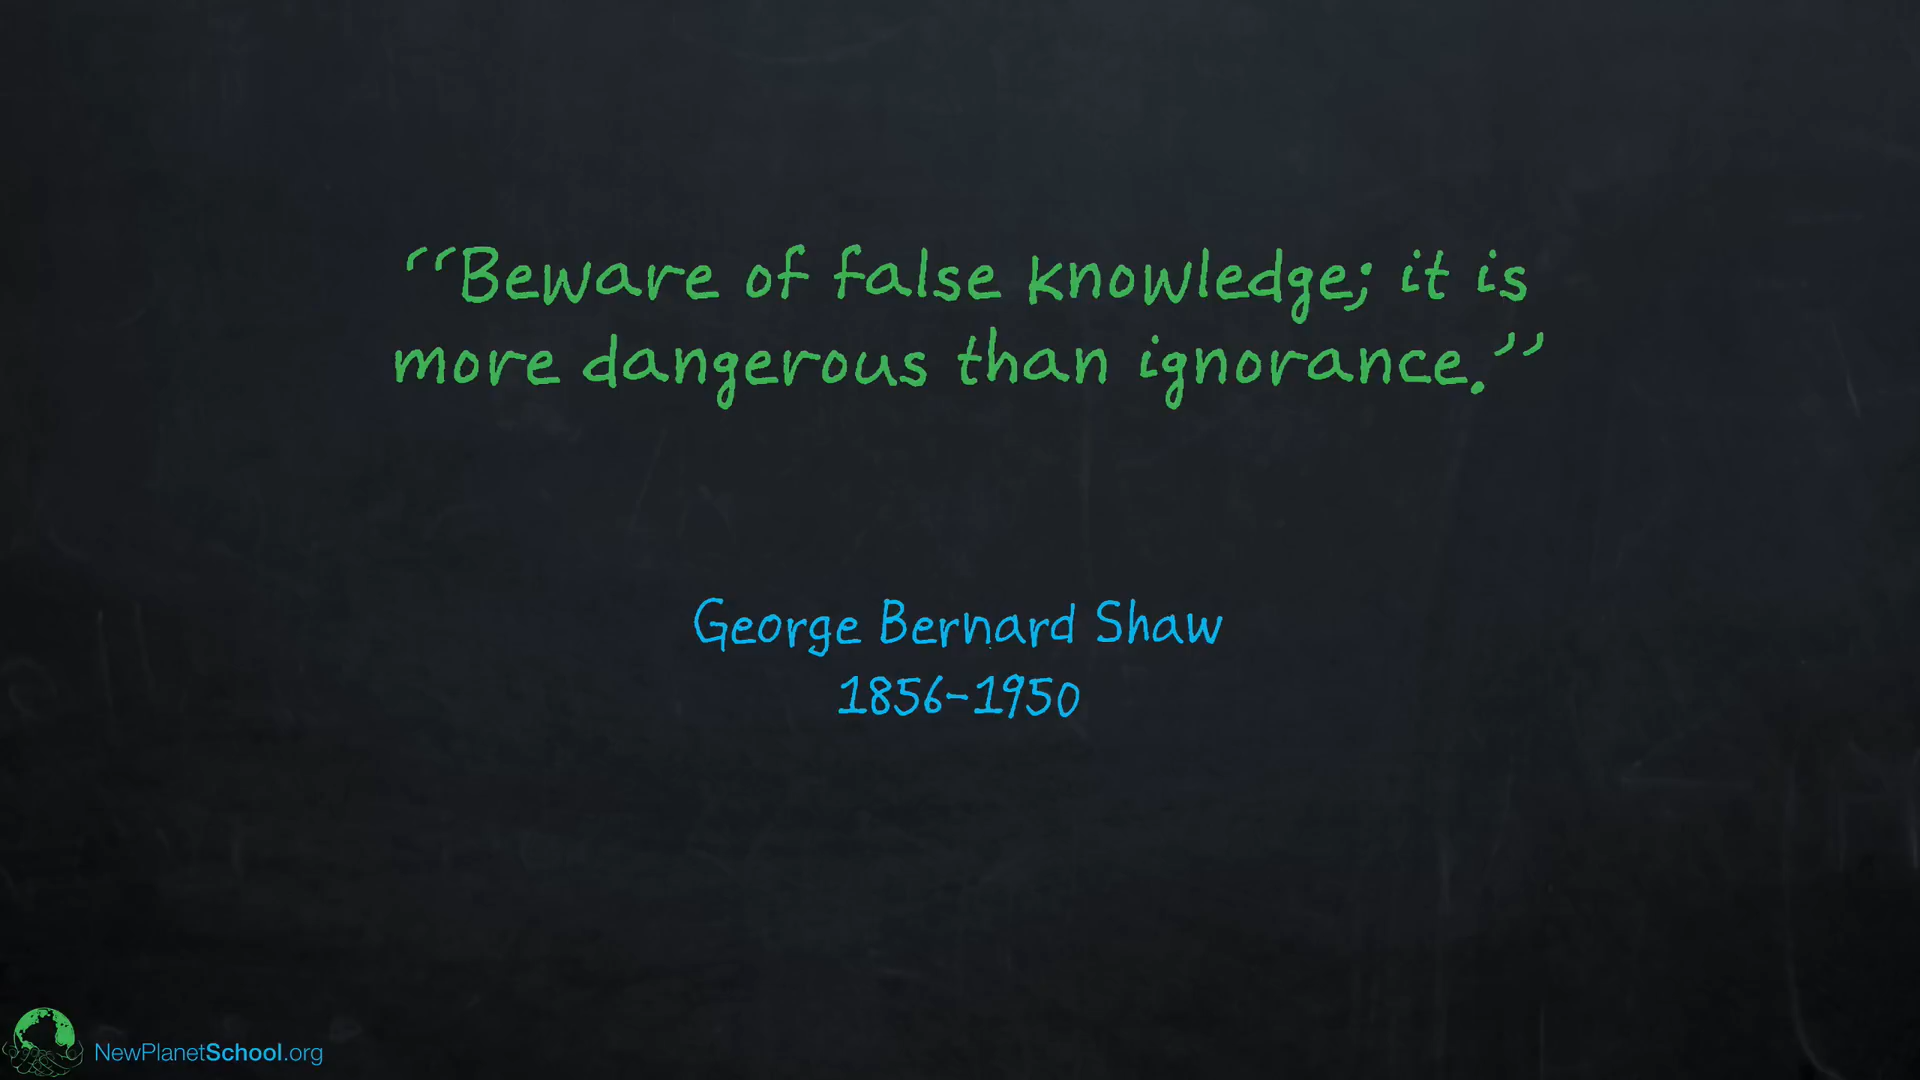 “Beware of false knowledge; it is
more dangerous than ignorance.”
George Bernard Shaw
1856-1950
NewPlanetSchool.org